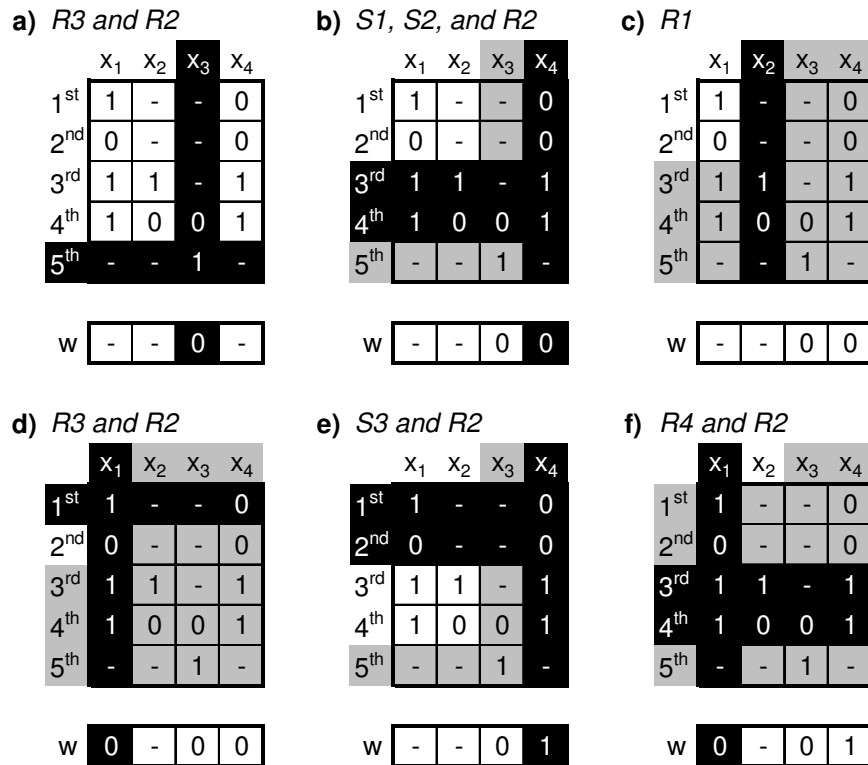 a) R3 and R2
x1 x2 x3 x4
1st 1 - - 0
2nd 0 - - 0
3rd 1 1 - 1
4th 1 0 0 1
5th - - 1 -
w - - 0 -
b) S1, S2, and R2
x1 x2 x3 x4
1st 1 - - 0
2nd 0 - - 0
3rd 1 1 - 1
4th 1 0 0 1
5th - - 1 -
w - - 0 0
c) R1
x1 x2 x3 x4
1st 1 - - 0
2nd 0 - - 0
3rd 1 1 - 1
4th 1 0 0 1
5th - - 1 -
w - - 0 0
d) R3 and R2
x1 x2 x3 x4
1st 1 - - 0
2nd 0 - - 0
3rd 1 1 - 1
4th 1 0 0 1
5th - - 1 -
w 0 - 0 0
e) S3 and R2
x1 x2 x3 x4
1st 1 - - 0
2nd 0 - - 0
3rd 1 1 - 1
4th 1 0 0 1
5th - - 1 -
w - - 0 1
f) R4 and R2
x1 x2 x3 x4
1st 1 - - 0
2nd 0 - - 0
3rd 1 1 - 1
4th 1 0 0 1
5th - - 1 -
w 0 - 0 1